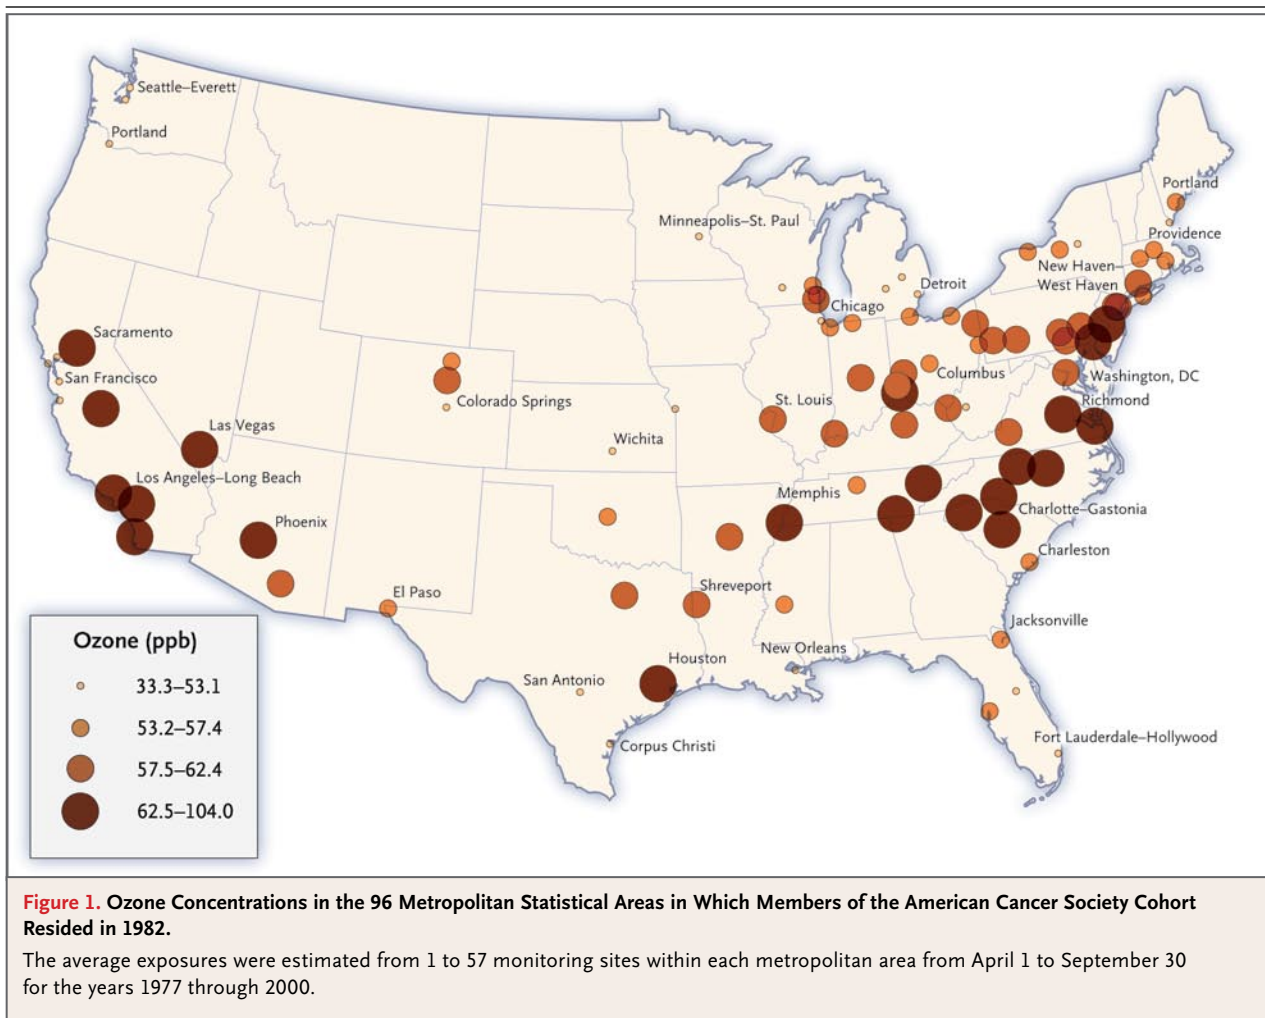 Seattle–Everett
Portland
Minneapolis–St. Paul
Portland
Providence
New Haven–
West Haven
Detroit
Chicago
Sacramento
San Francisco
Colorado Springs
Columbus
Washington, DC
St. Louis
Richmond
Las Vegas
Wichita
Los Angeles–Long Beach
Memphis
Phoenix
Charlotte–Gastonia
Charleston
El Paso
Shreveport
Jacksonville
New Orleans
Houston
San Antonio
Fort Lauderdale–Hollywood
Corpus Christi
Ozone (ppb)
33.3–53.1
53.2–57.4
57.5–62.4
62.5–104.0
Figure 1. Ozone Concentrations in the 96 Metropolitan Statistical Areas in Which Members of the American Cancer Society Cohort
Resided in 1982.
The average exposures were estimated from 1 to 57 monitoring sites within each metropolitan area from April 1 to September 30
for the years 1977 through 2000.